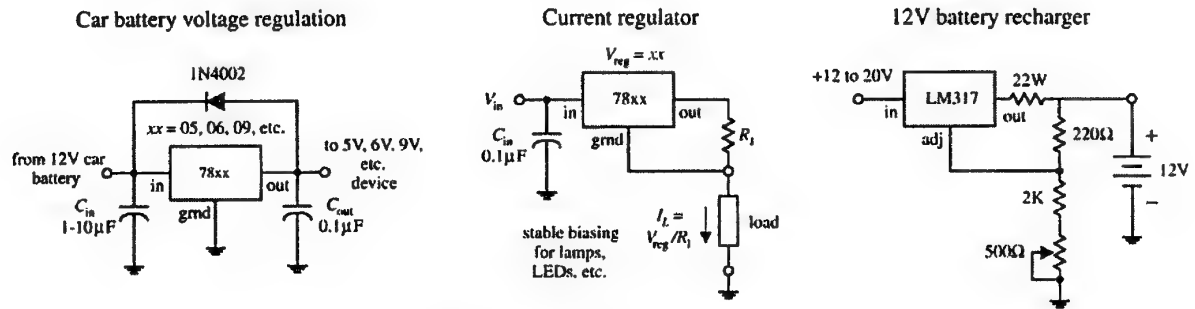 Car battery voltage regulation
1N4002
xx = 05, 06, 09, etc.
from 12V car
battery
in
78xx
out
grnd
to 5V, 6V, 9V,
etc.
device
Cin
1-10µF
Cout
0.1µF
Current regulator
Vreg = xx
Vin
in
78xx
out
grnd
Cin
0.1µF
R1
IL =
Vreg/R1
load
stable biasing
for lamps,
LEDs, etc.
12V battery recharger
+12 to 20V
in
LM317
out
adj
22W
220Ω
2K
500Ω
+
12V
−